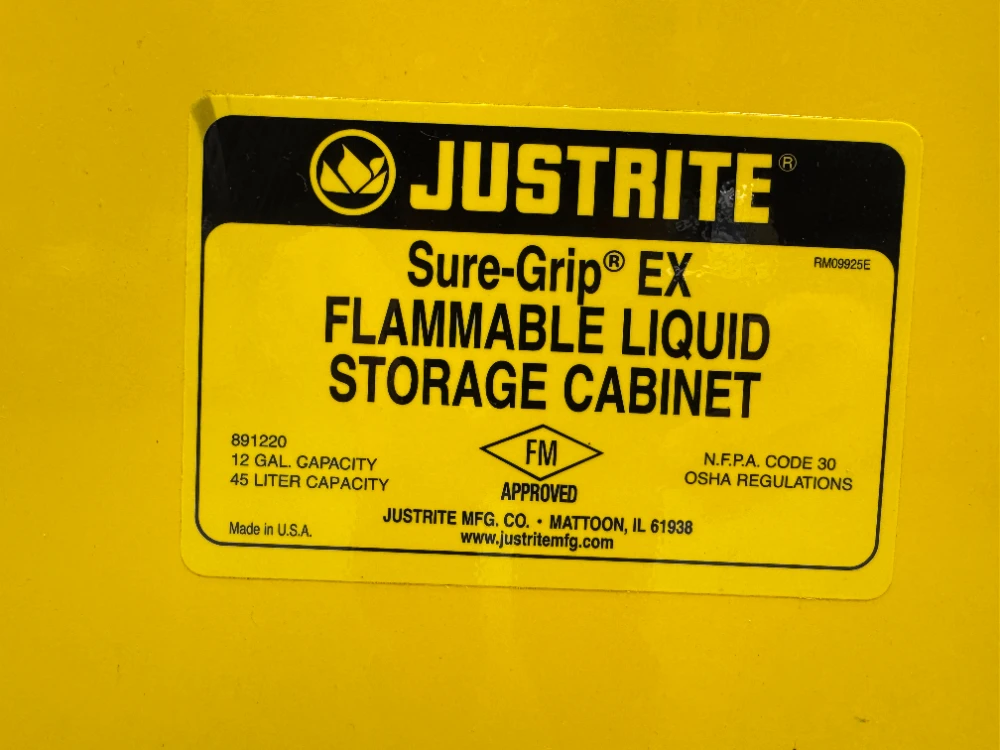 JUSTRITE®
Sure-Grip® EX
RM09925E
FLAMMABLE LIQUID
STORAGE CABINET
891220
12 GAL. CAPACITY
45 LITER CAPACITY
FM
APPROVED
N.F.P.A. CODE 30
OSHA REGULATIONS
JUSTRITE MFG. CO. • MATTOON, IL 61938
www.justritemfg.com
Made in U.S.A.